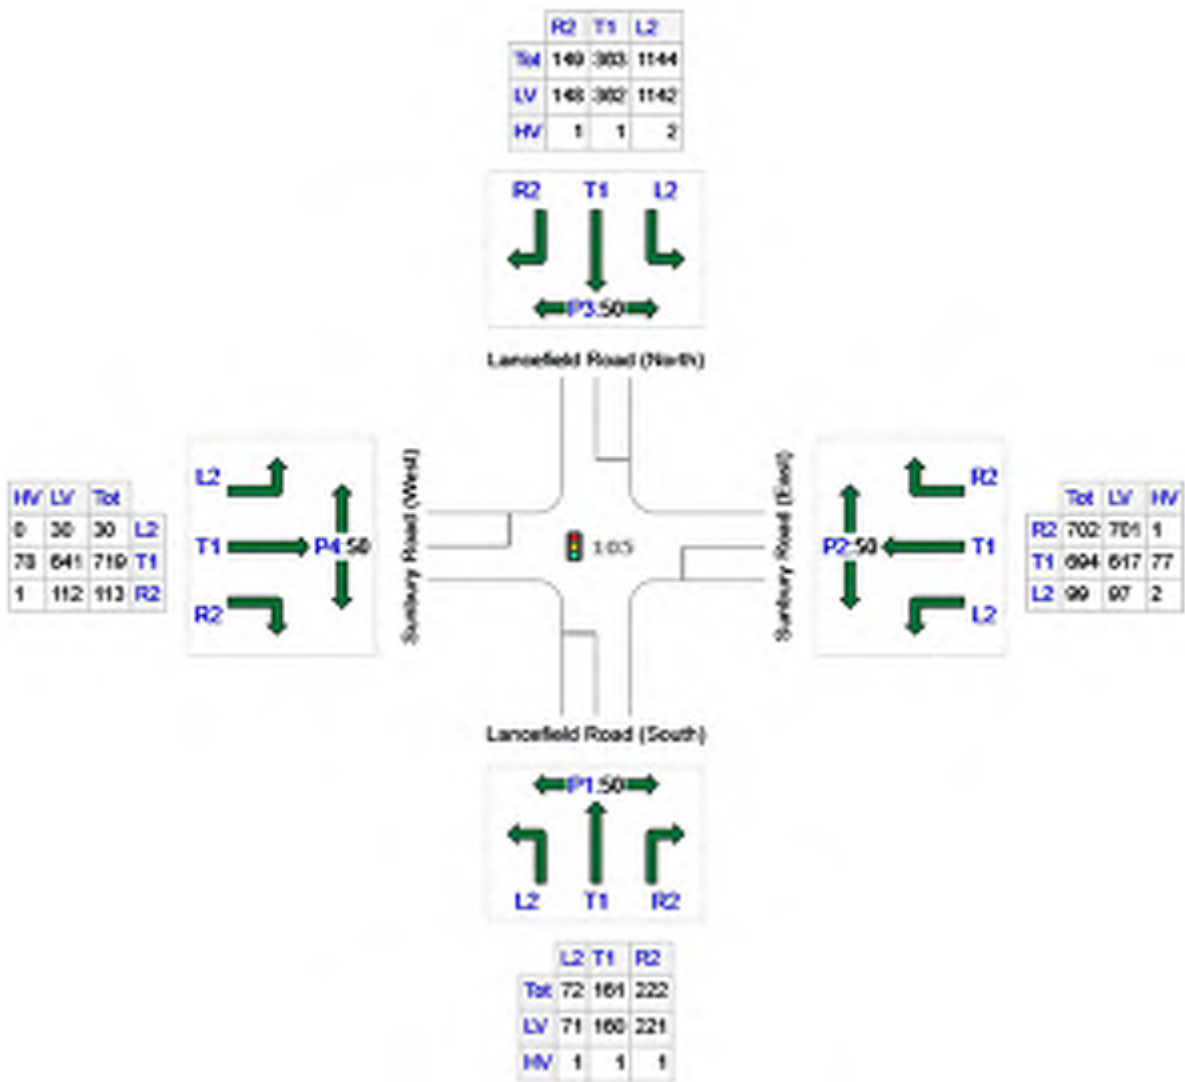 R2 T1 L2
Tot 149 383 1144
LV 148 382 1142
HV 1 1 2
R2 T1 L2
P3:50
Lancefield Road (North)
HV LV Tot
0 30 30 L2
78 641 719 T1
1 112 113 R2
L2
T1
R2
P4:50
Sunbury Road (West)
105
Sunbury Road (East)
P2:50
R2
T1
L2
Tot LV HV
R2 702 701 1
T1 694 617 77
L2 99 97 2
Lancefield Road (South)
P1:50
L2 T1 R2
L2 T1 R2
Tot 72 161 222
LV 71 160 221
HV 1 1 1